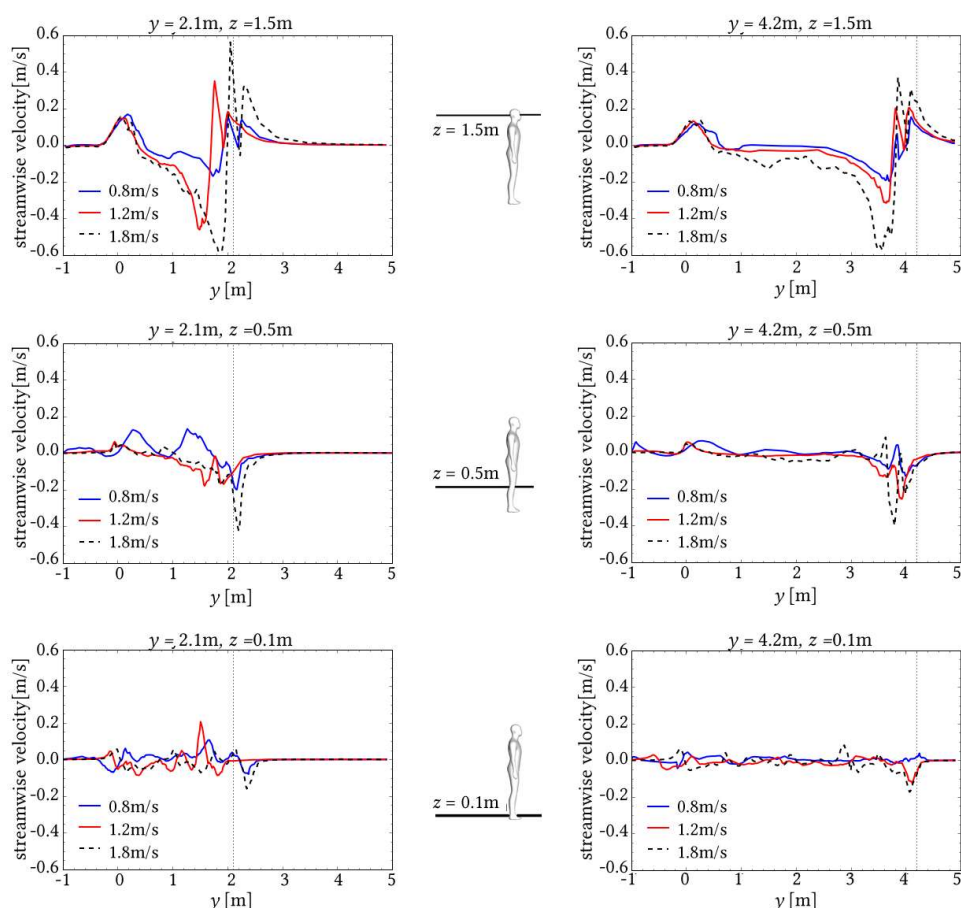 y = 2.1m, z =1.5m
streamwise velocity[m/s]
0.6
0.4
0.2
0.0
-0.2
-0.4
-0.6
0.8m/s
1.2m/s
1.8m/s
-1 0 1 2 3 4 5
y [m]
z = 1.5m
y = 4.2m, z =1.5m
streamwise velocity[m/s]
0.6
0.4
0.2
0.0
-0.2
-0.4
-0.6
0.8m/s
1.2m/s
1.8m/s
-1 0 1 2 3 4 5
y [m]
y = 2.1m, z =0.5m
streamwise velocity[m/s]
0.6
0.4
0.2
0.0
-0.2
-0.4
-0.6
0.8m/s
1.2m/s
1.8m/s
-1 0 1 2 3 4 5
y [m]
z = 0.5m
y = 4.2m, z =0.5m
streamwise velocity[m/s]
0.6
0.4
0.2
0.0
-0.2
-0.4
-0.6
0.8m/s
1.2m/s
1.8m/s
-1 0 1 2 3 4 5
y [m]
y = 2.1m, z =0.1m
streamwise velocity[m/s]
0.6
0.4
0.2
0.0
-0.2
-0.4
-0.6
0.8m/s
1.2m/s
1.8m/s
-1 0 1 2 3 4 5
y [m]
z = 0.1m
y = 4.2m, z =0.1m
streamwise velocity[m/s]
0.6
0.4
0.2
0.0
-0.2
-0.4
-0.6
0.8m/s
1.2m/s
1.8m/s
-1 0 1 2 3 4 5
y [m]